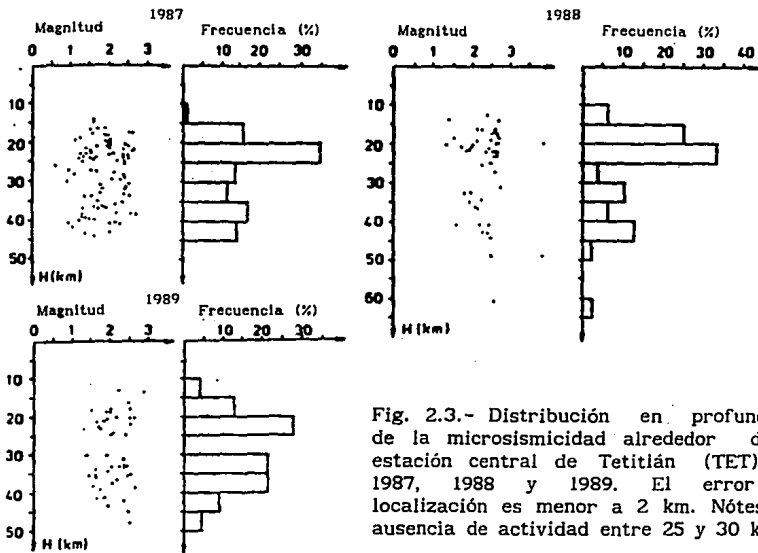 1987
Magnitud Frecuencia (%)
0 1 2 3 10 20 30
10
20
30
40
50
H (km)
1988
Magnitud Frecuencia (%)
0 1 2 3 10 20 30 40
10
20
30
40
50
60
H (km)
1989
Magnitud Frecuencia (%)
0 1 2 3 10 20 30
10
20
30
40
50
H (km)
Fig. 2.3.- Distribución en profun
de la microsismicidad alrededor d
estación central de Tetitlán (TET)
1987, 1988 y 1989. El error
localización es menor a 2 km. Nótes
ausencia de actividad entre 25 y 30 k